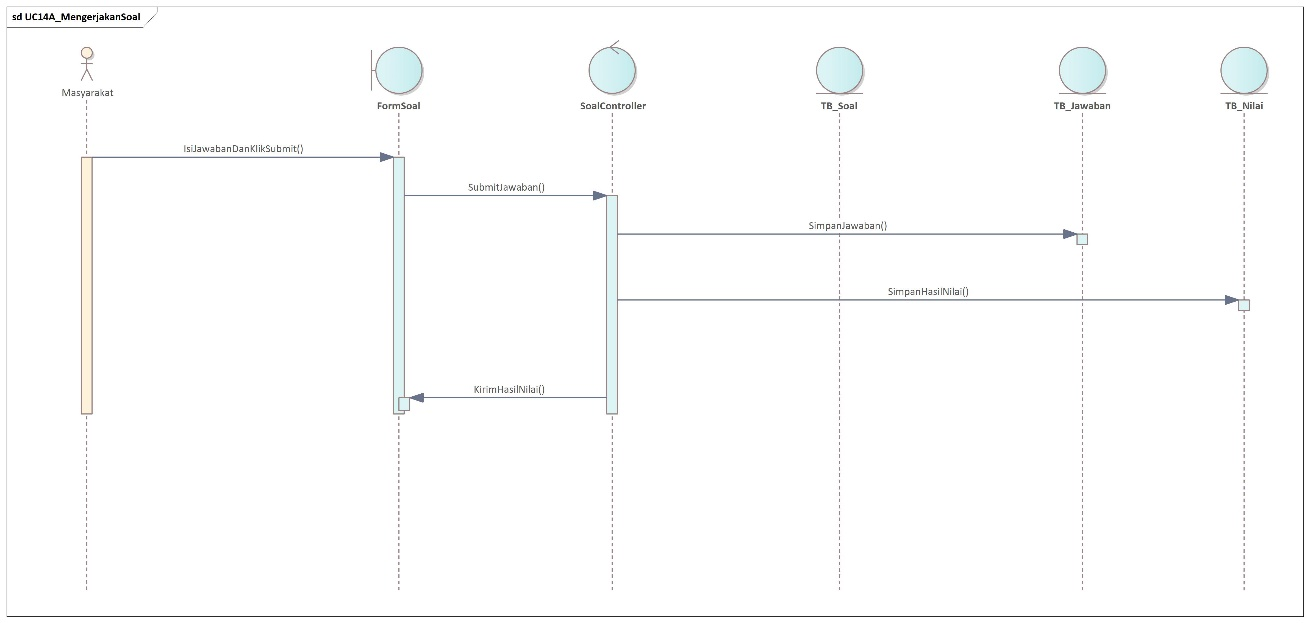 sd UC14A_MengerjakanSoal
Masyarakat
FormSoal
SoalController
TB_Soal
TB_Jawaban
TB_Nilai
IsiJawabanDanKlikSubmit()
SubmitJawaban()
SimpanJawaban()
SimpanHasilNilai()
KirimHasilNilai()